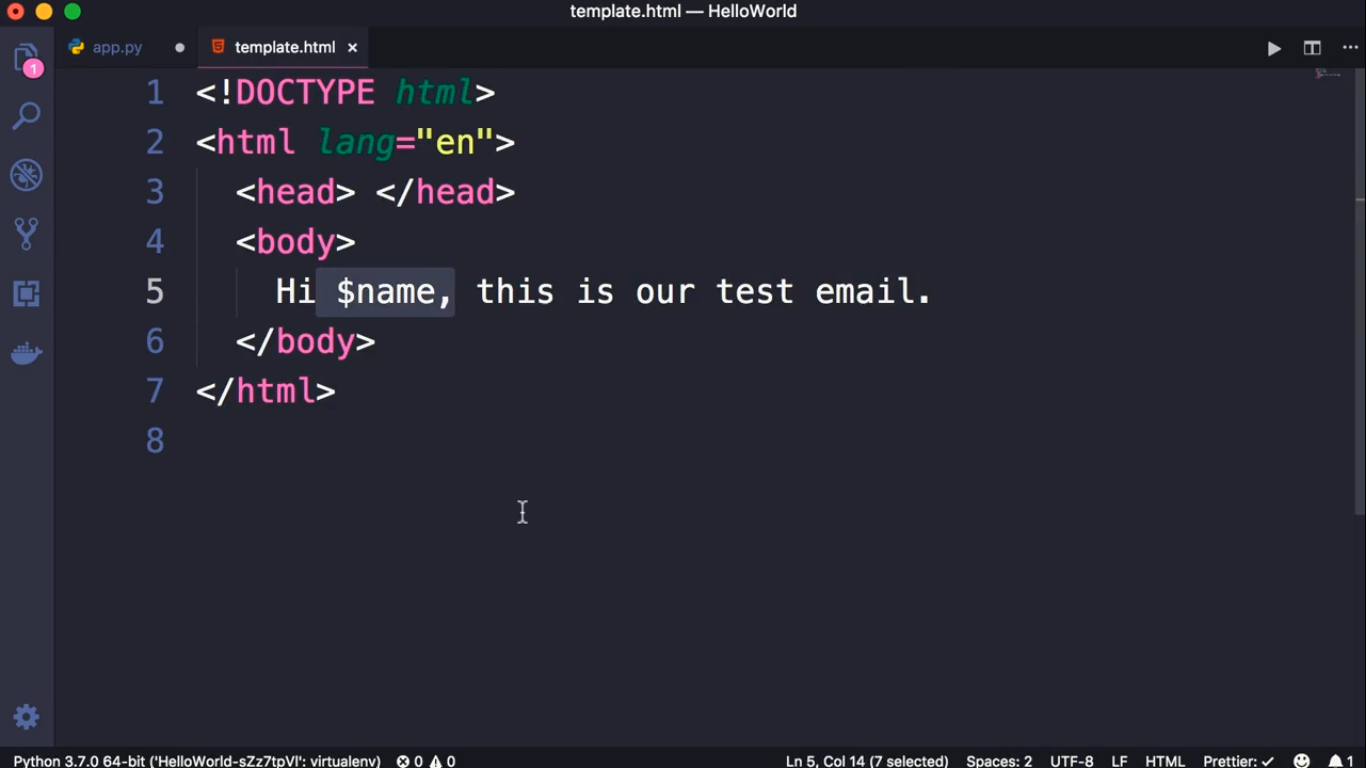 template.html — HelloWorld
app.py
template.html
1
1 <!DOCTYPE html>
2 <html lang="en">
3 <head> </head>
4 <body>
5 Hi $name, this is our test email.
6 </body>
7 </html>
8
Python 3.7.0 64-bit ('HelloWorld-sZz7tpVI': virtualenv) 0 0 Ln 5, Col 14 (7 selected) Spaces: 2 UTF-8 LF HTML Prettier: ✓ 1